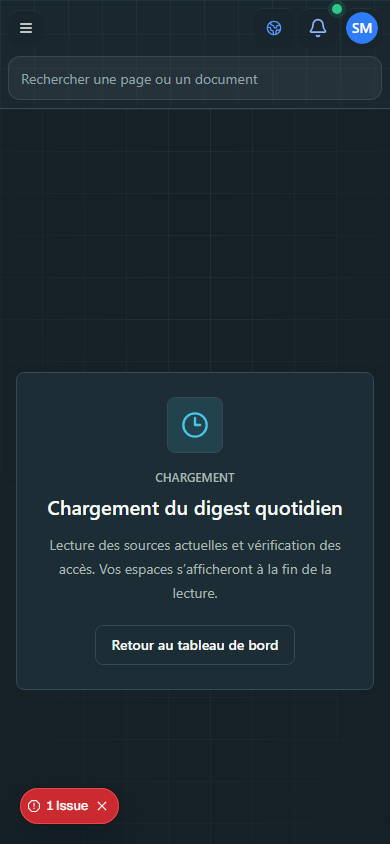 SM
Rechercher une page ou un document
CHARGEMENT
Chargement du digest quotidien
Lecture des sources actuelles et vérification des
accès. Vos espaces s'afficheront à la fin de la
lecture.
Retour au tableau de bord
1 Issue